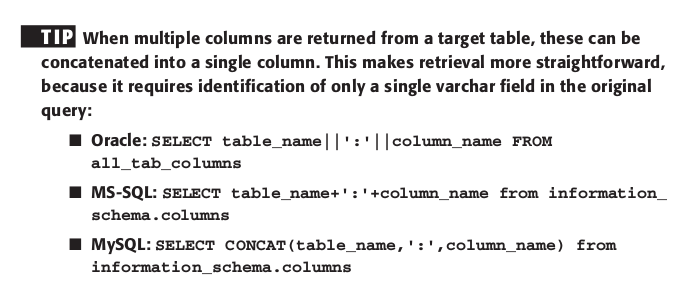 TIP When multiple columns are returned from a target table, these can be
concatenated into a single column. This makes retrieval more straightforward,
because it requires identification of only a single varchar field in the original
query:
■ Oracle: SELECT table_name||':'||column_name FROM
all_tab_columns
■ MS-SQL: SELECT table_name+':'+column_name from information_
schema.columns
■ MySQL: SELECT CONCAT(table_name,':',column_name) from
information_schema.columns